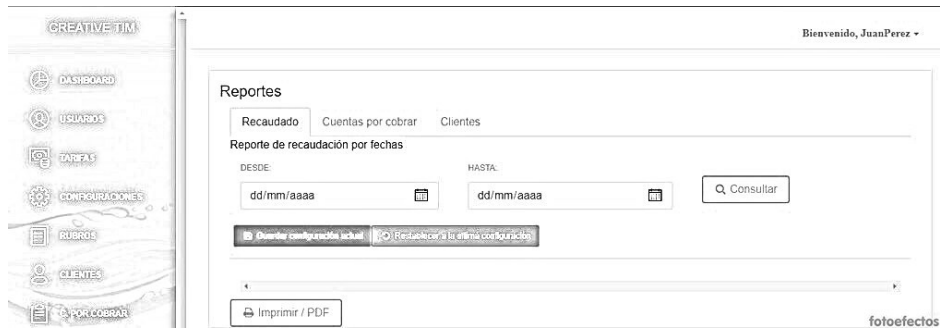 CREATIVE TIM
Bienvenido, JuanPerez
DASHBOARD
USUARIOS
TARIFAS
CONFIGURACIONES
RUBROS
CLIENTES
C. POR COBRAR
Reportes
Recaudado Cuentas por cobrar Clientes
Reporte de recaudación por fechas
DESDE: HASTA:
dd/mm/aaaa dd/mm/aaaa Consultar
Guardar configuración actual Restablecer a la última configuración
Imprimir / PDF
fotoefectos